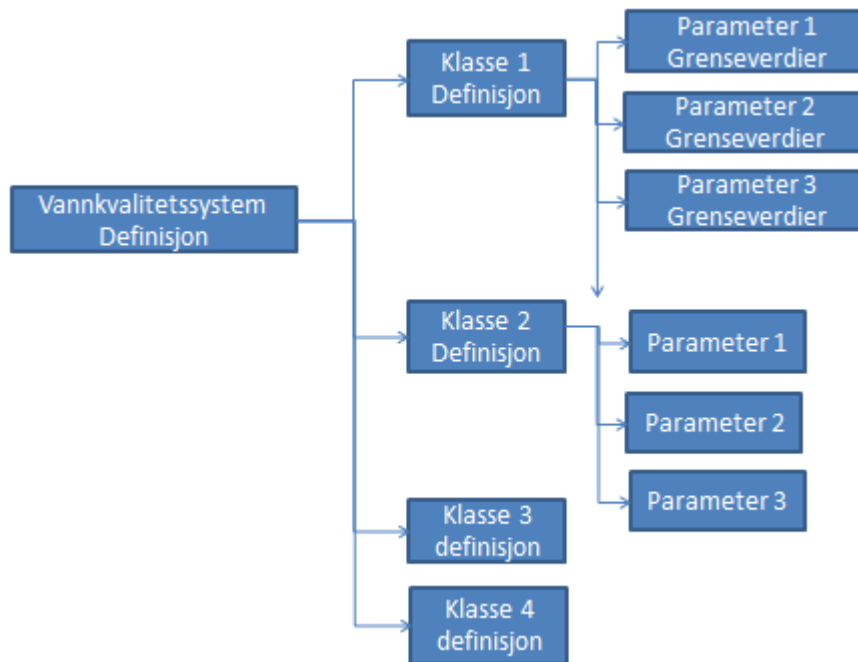 Vannkvalitetssystem
Definisjon
Klasse 1
Definisjon
Parameter 1
Grenseverdier
Parameter 2
Grenseverdier
Parameter 3
Grenseverdier
Klasse 2
Definisjon
Parameter 1
Parameter 2
Parameter 3
Klasse 3
definisjon
Klasse 4
definisjon